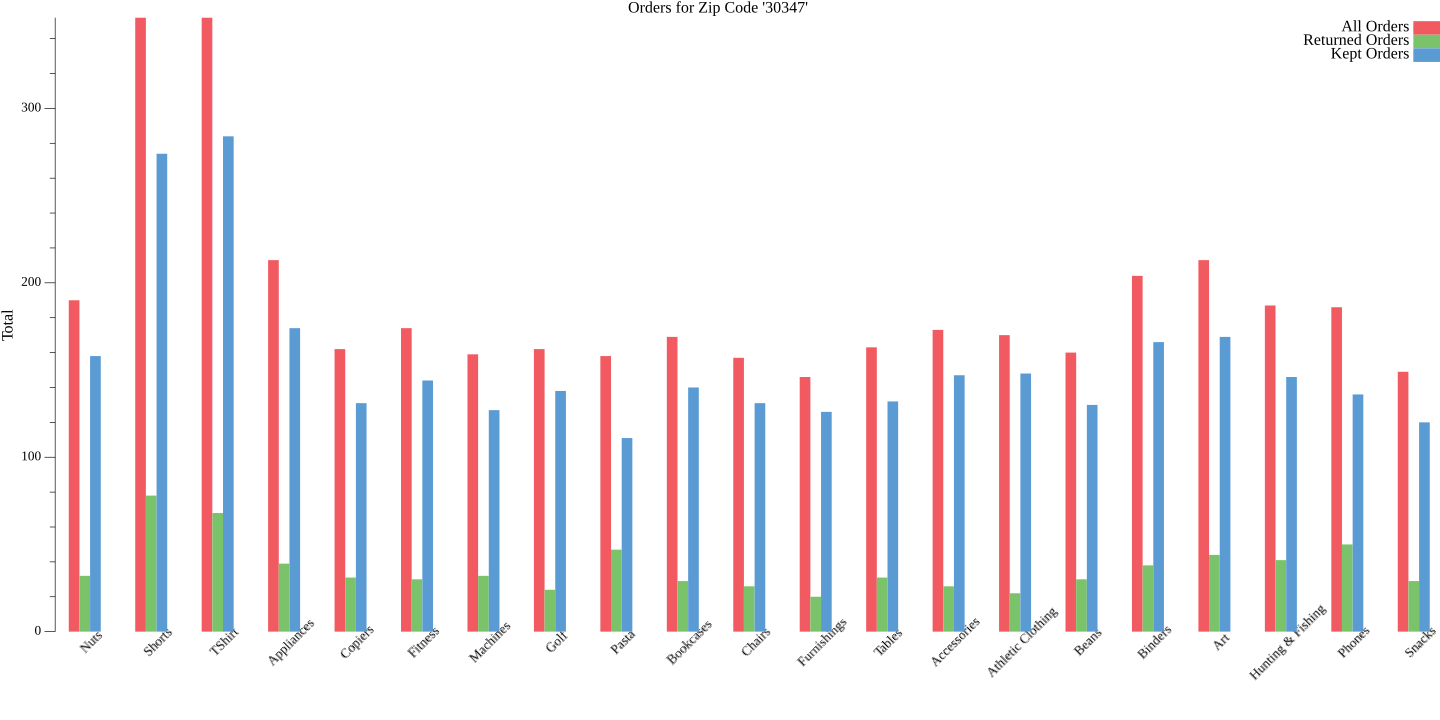 Orders for Zip Code '30347'
All Orders
Returned Orders
Kept Orders
Total
300
200
100
0
Nuts
Shorts
TShirt
Appliances
Copiers
Fitness
Machines
Golf
Pasta
Bookcases
Chairs
Furnishings
Tables
Accessories
Athletic Clothing
Beans
Binders
Art
Hunting & Fishing
Phones
Snacks